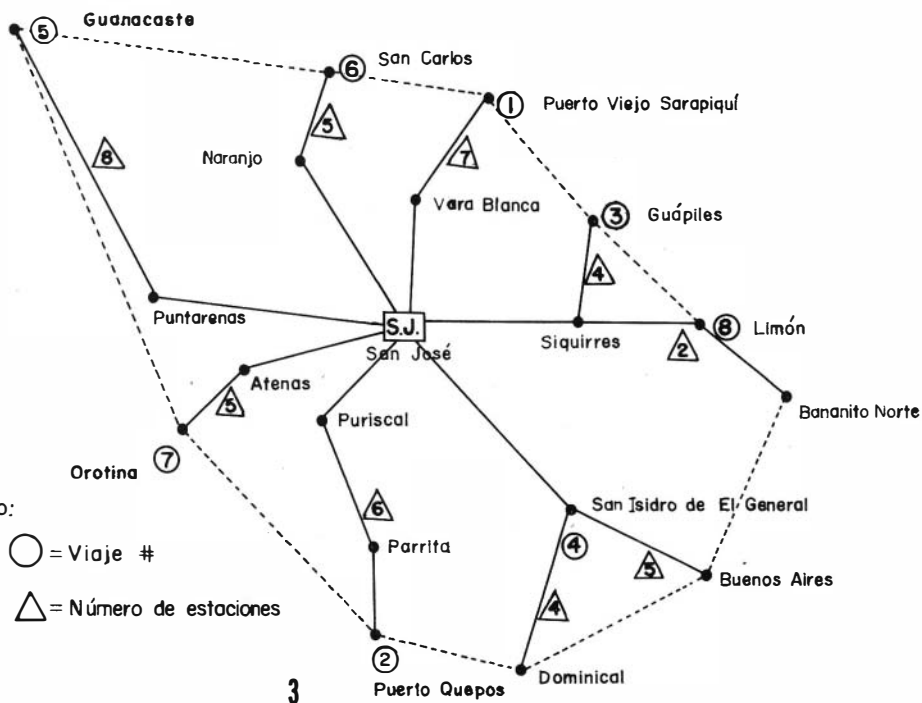 Guanacaste
5
San Carlos
6
1
Puerto Viejo Sarapiquí
5
8
Naranjo
7
Vara Blanca
3
Guápiles
4
Puntarenas
S.J.
San José
Siquirres
8
Limón
2
Atenas
5
Puriscal
Bananito Norte
7
Orotina
6
San Isidro de El General
4
5
Parrita
Buenos Aires
o:
= Viaje #
= Número de estaciones
4
2
Puerto Quepos
Dominical
3